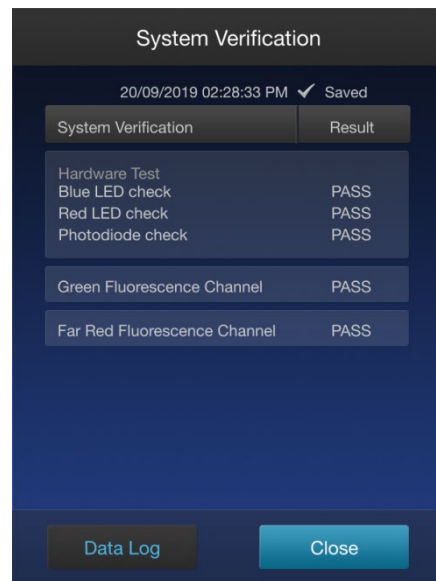 System Verification
20/09/2019 02:28:33 PM ✓ Saved
System Verification Result
Hardware Test
Blue LED check PASS
Red LED check PASS
Photodiode check PASS
Green Fluorescence Channel PASS
Far Red Fluorescence Channel PASS
Data Log Close